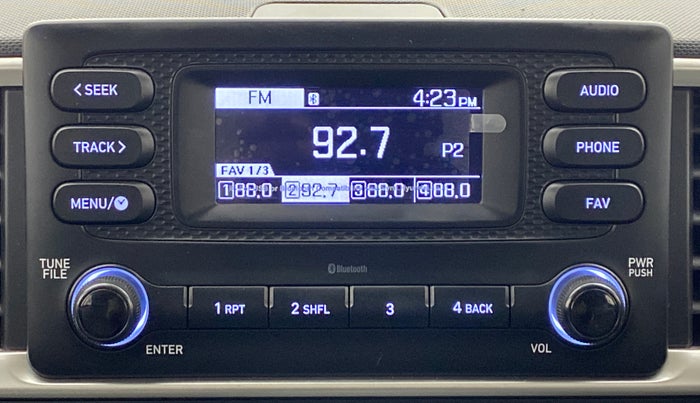 FM 4:23 PM
< SEEK
AUDIO
92.7 P2
TRACK >
PHONE
FAV 1/3
1 88.0 2 92.7 3 88.0 4 88.0
MENU/
FAV
TUNE FILE
Bluetooth
PWR PUSH
1 RPT 2 SHFL 3 4 BACK
ENTER
VOL